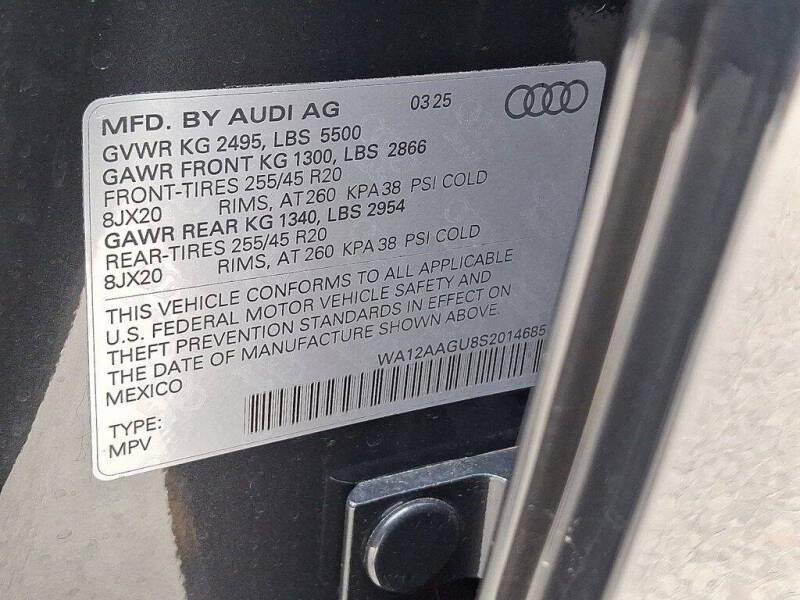 MFD. BY AUDI AG 03 25
GVWR KG 2495, LBS 5500
GAWR FRONT KG 1300, LBS 2866
FRONT-TIRES 255/45 R20
8JX20 RIMS, AT 260 KPA 38 PSI COLD
GAWR REAR KG 1340, LBS 2954
REAR-TIRES 255/45 R20
8JX20 RIMS, AT 260 KPA 38 PSI COLD
THIS VEHICLE CONFORMS TO ALL APPLICABLE
U.S. FEDERAL MOTOR VEHICLE SAFETY AND
THEFT PREVENTION STANDARDS IN EFFECT ON
THE DATE OF MANUFACTURE SHOWN ABOVE.
MEXICO WA12AAGU8S2014685
TYPE:
MPV